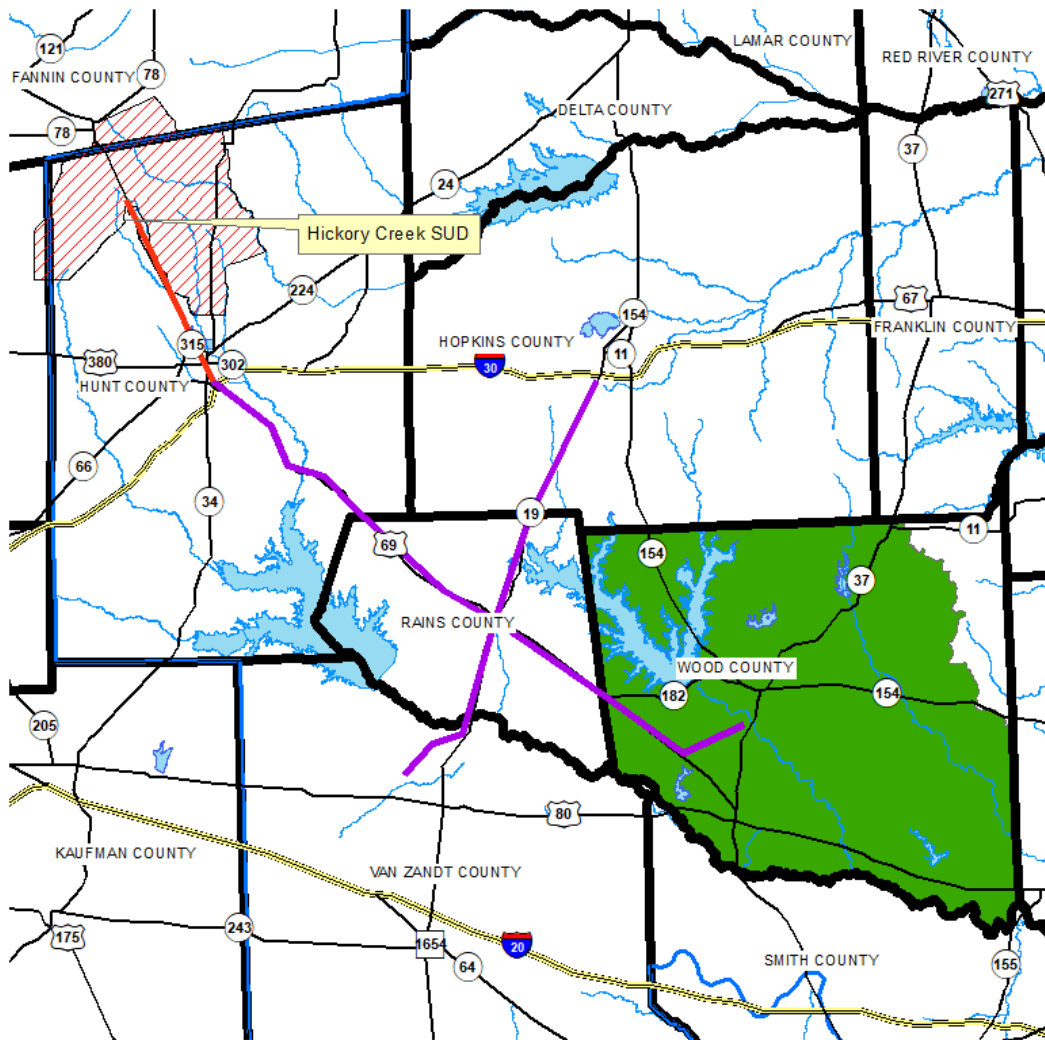 121
LAMAR COUNTY
RED RIVER COUNTY
FANNIN COUNTY
78
271
DELTA COUNTY
78
37
24
Hickory Creek SUD
224
67
154
FRANKLIN COUNTY
315
HOPKINS COUNTY
11
380
302
30
HUNT COUNTY
66
34
19
11
69
154
37
RAINS COUNTY
WOOD COUNTY
182
154
205
80
KAUFMAN COUNTY
VAN ZANDT COUNTY
243
175
1654
20
64
SMITH COUNTY
155